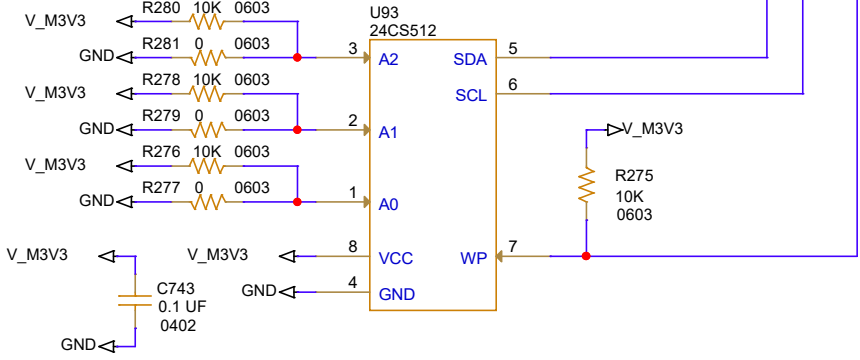 R280 10K 0603
V_M3V3
R281 0 0603
GND
R278 10K 0603
V_M3V3
R279 0 0603
GND
R276 10K 0603
V_M3V3
R277 0 0603
GND
U93
24CS512
3 A2
2 A1
1 A0
8 VCC
4 GND
SDA 5
SCL 6
WP 7
V_M3V3
R275
10K
0603
V_M3V3
C743
0.1 UF
0402
GND
V_M3V3
GND